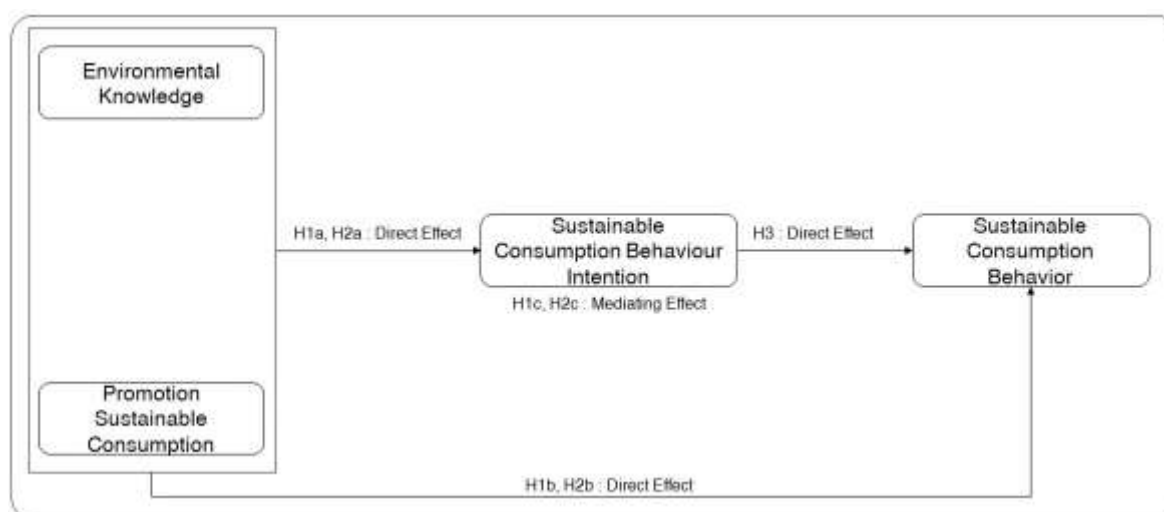 Environmental
Knowledge
H1a, H2a : Direct Effect
Sustainable
Consumption Behaviour
Intention
H3 : Direct Effect
Sustainable
Consumption
Behavior
H1c, H2c : Mediating Effect
Promotion
Sustainable
Consumption
H1b, H2b : Direct Effect